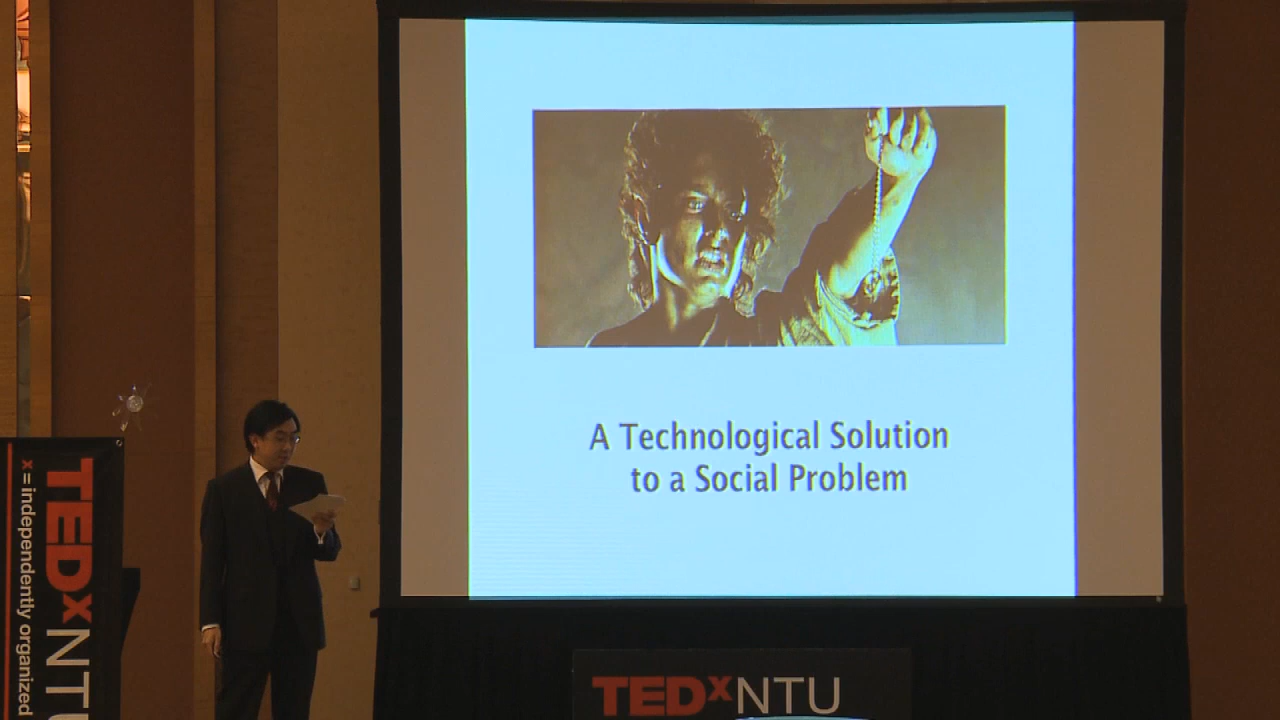 A Technological Solution
to a Social Problem
TEDxNTU
x = independently organized
TEDxNTU